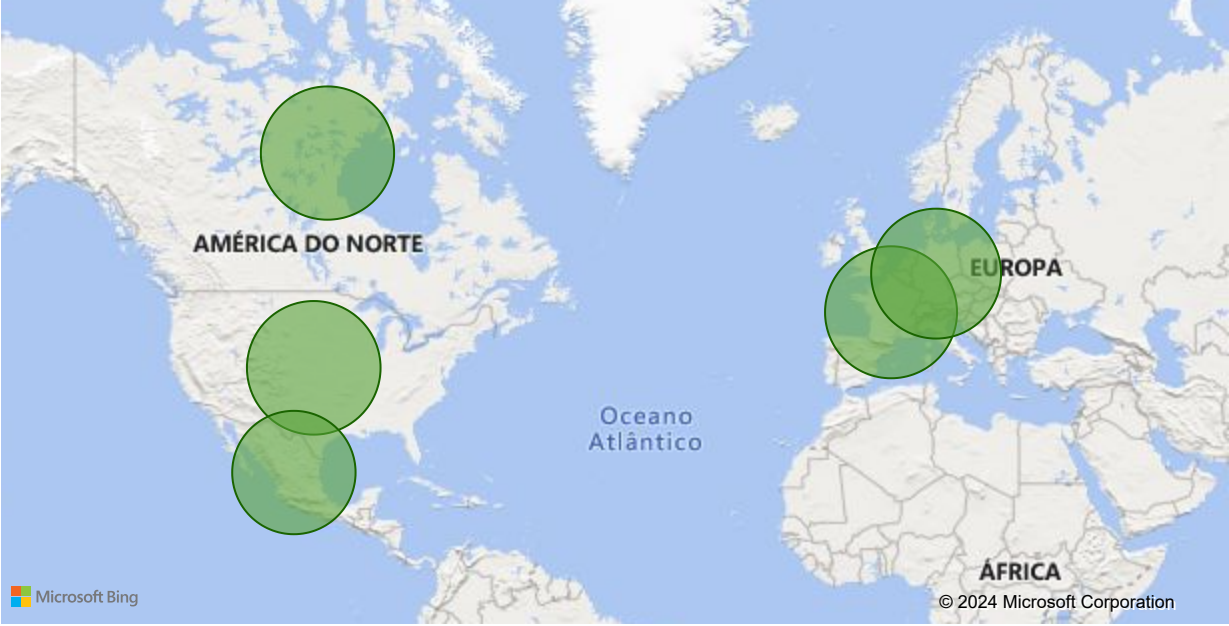 AMÉRICA DO NORTE
EUROPA
Oceano
Atlântico
ÁFRICA
Microsoft Bing
© 2024 Microsoft Corporation